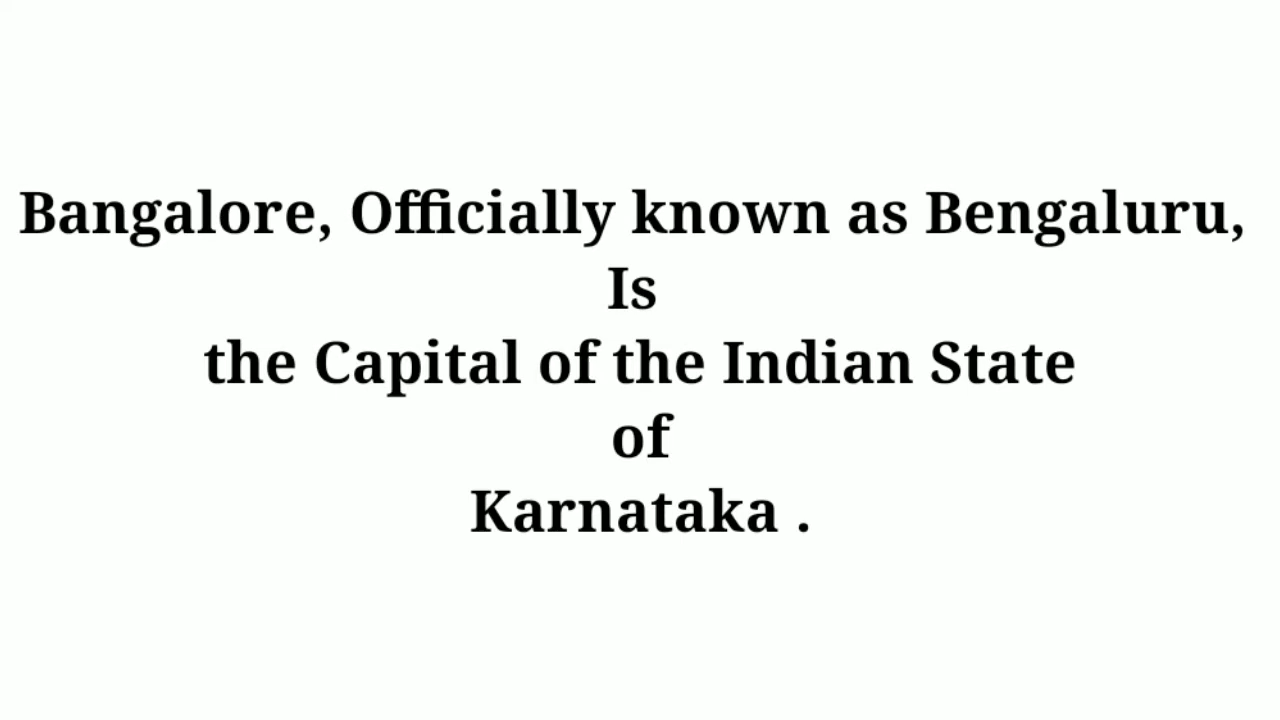 Bangalore, Officially known as Bengaluru,
Is
the Capital of the Indian State
of
Karnataka .